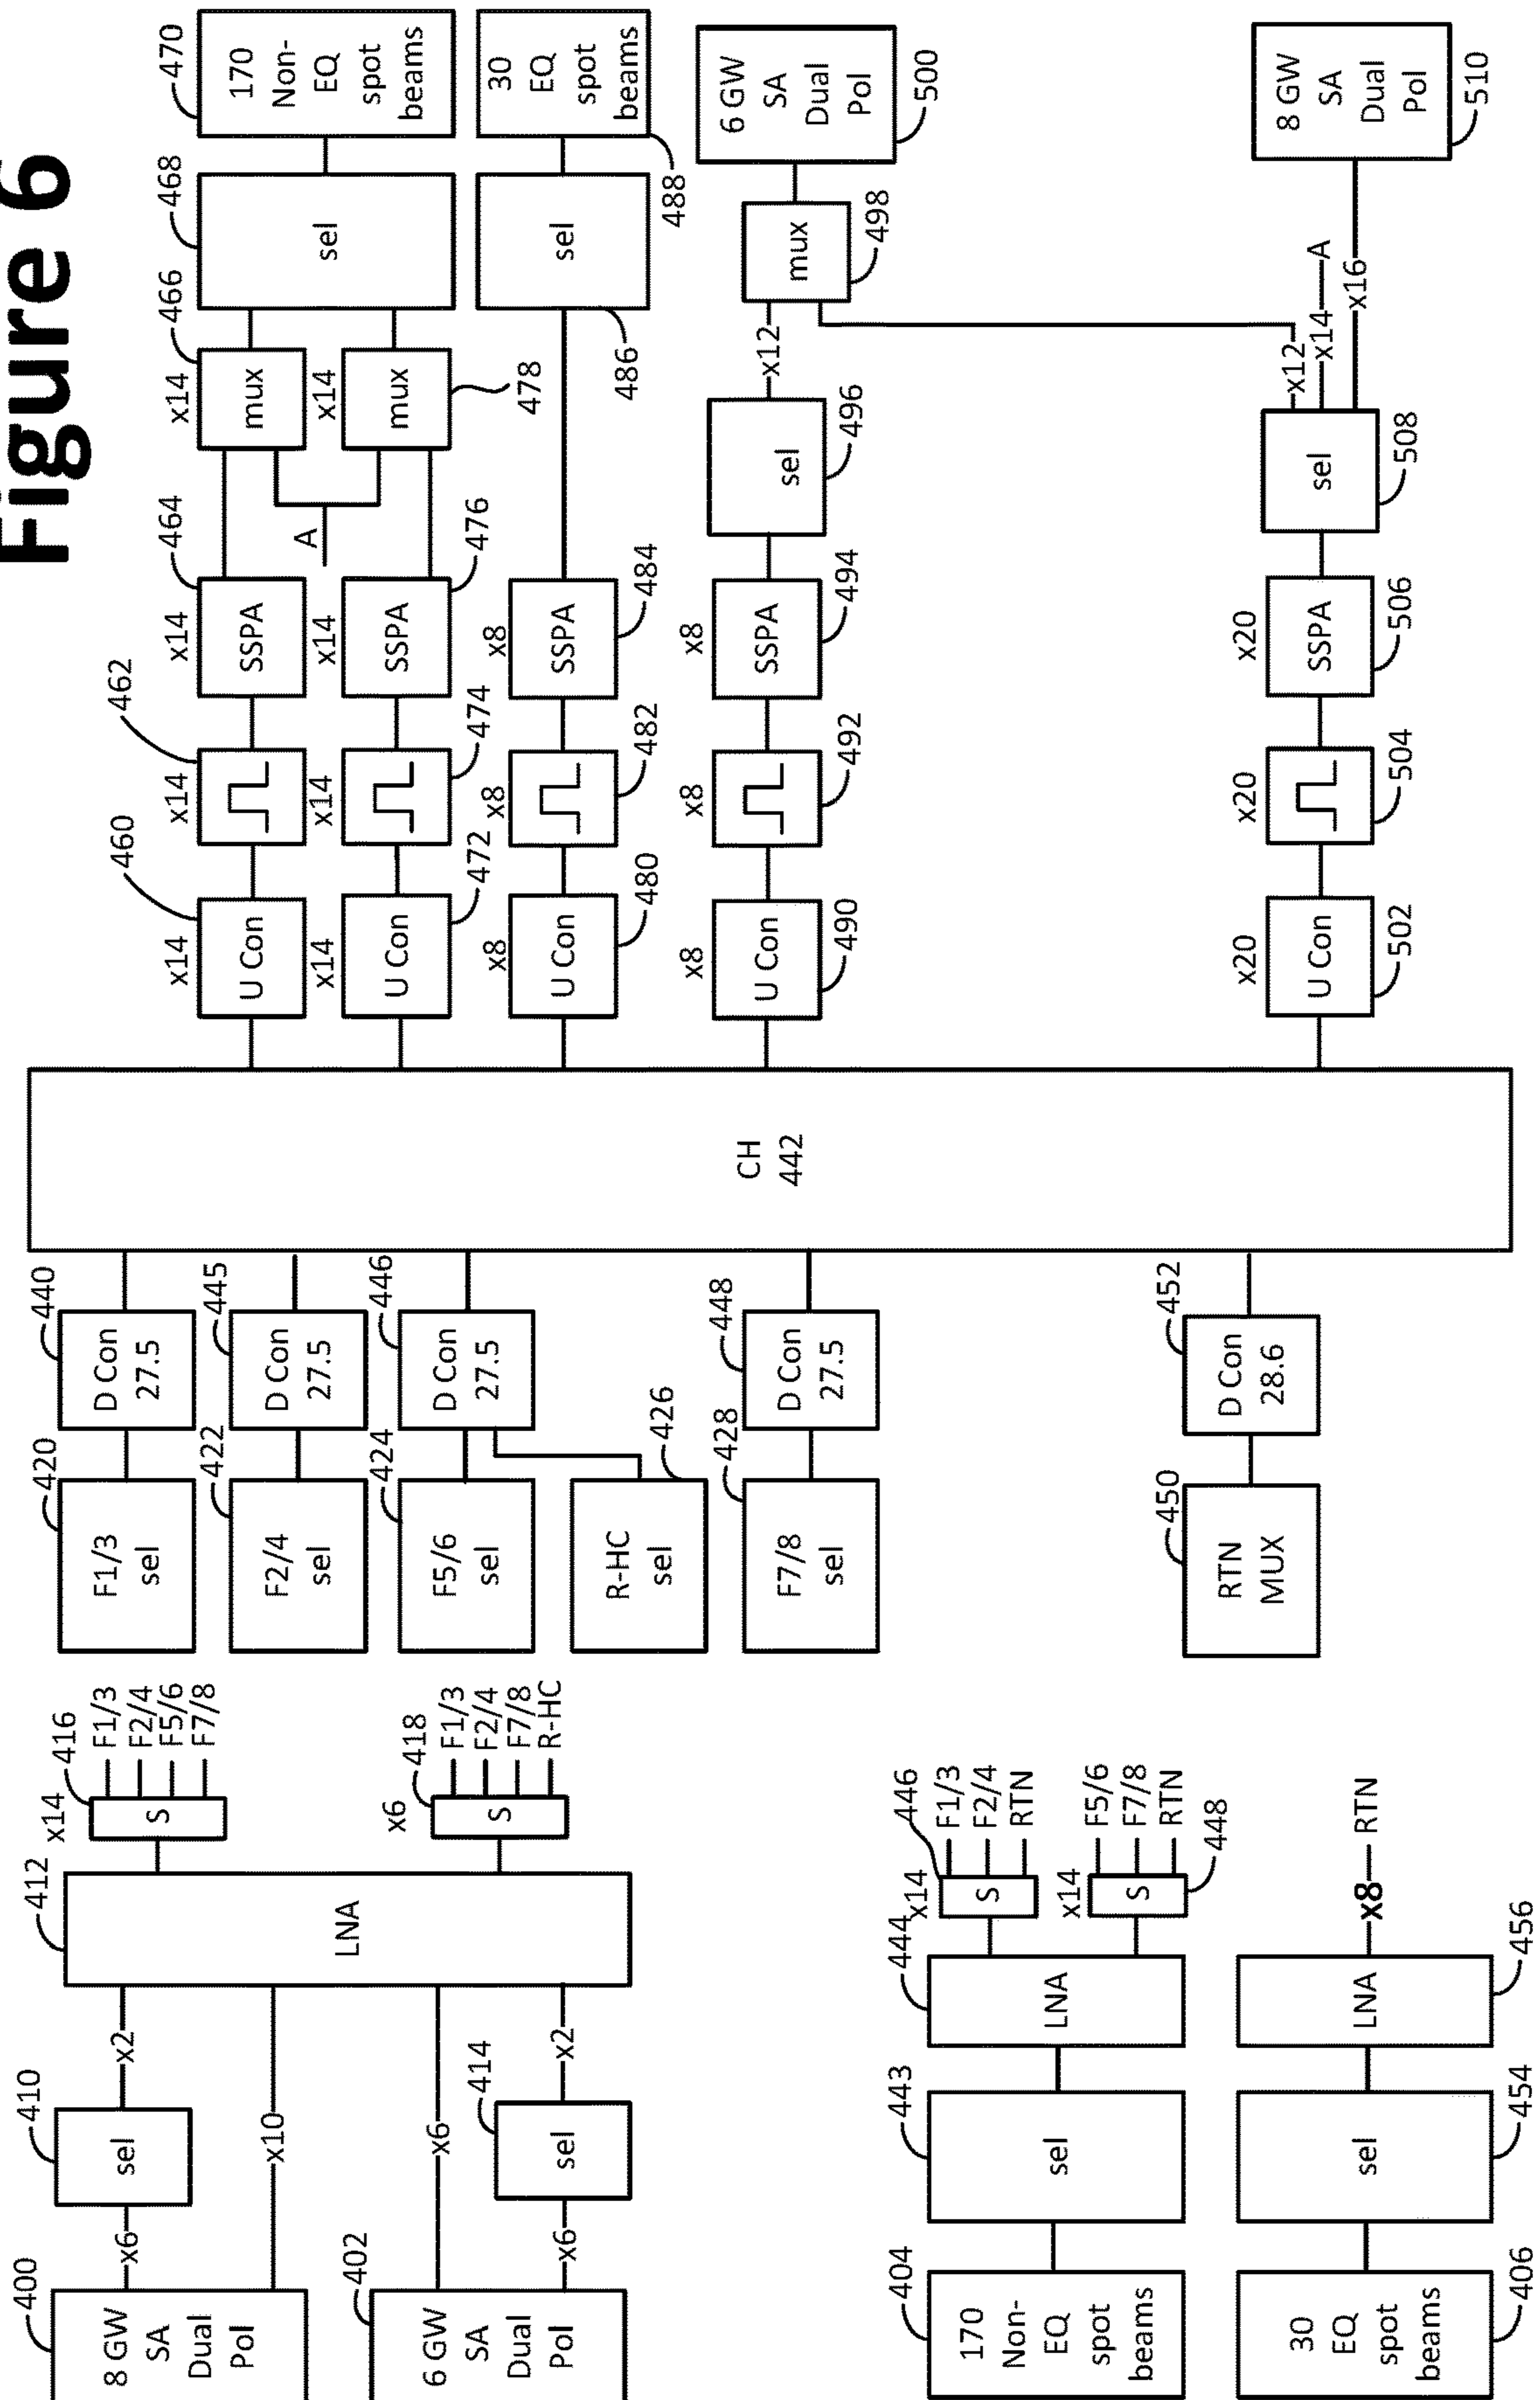 Figure 6
400
8 GW
SA
Dual
Pol
x6
410
sel
x2
x10
402
6 GW
SA
Dual
Pol
x6
x6
414
sel
x2
412
LNA
x14
416
S
F1/3
F2/4
F5/6
F7/8
x6
418
S
F1/3
F2/4
F7/8
R-HC
404
170
Non-
EQ
spot
beams
443
sel
444
LNA
x14
446
S
F1/3
F2/4
RTN
x14
S
448
F5/6
F7/8
RTN
406
30
EQ
spot
beams
454
sel
456
LNA
x8
RTN
420
F1/3
sel
440
D Con
27.5
422
F2/4
sel
445
D Con
27.5
424
F5/6
sel
446
D Con
27.5
426
R-HC
sel
428
F7/8
sel
448
D Con
27.5
450
RTN
MUX
452
D Con
28.6
CH
442
x14
460
U Con
x14
462
x14
464
SSPA
x14
466
mux
468
sel
470
170
Non-
EQ
spot
beams
A
x14
472
U Con
x14
474
x14
476
SSPA
x14
478
mux
x8
480
U Con
x8
482
x8
484
SSPA
486
sel
488
30
EQ
spot
beams
x8
490
U Con
x8
492
x8
494
SSPA
496
sel
x12
498
mux
500
6 GW
SA
Dual
Pol
x20
502
U Con
x20
504
x20
506
SSPA
508
sel
x12
x14
A
x16
510
8 GW
SA
Dual
Pol